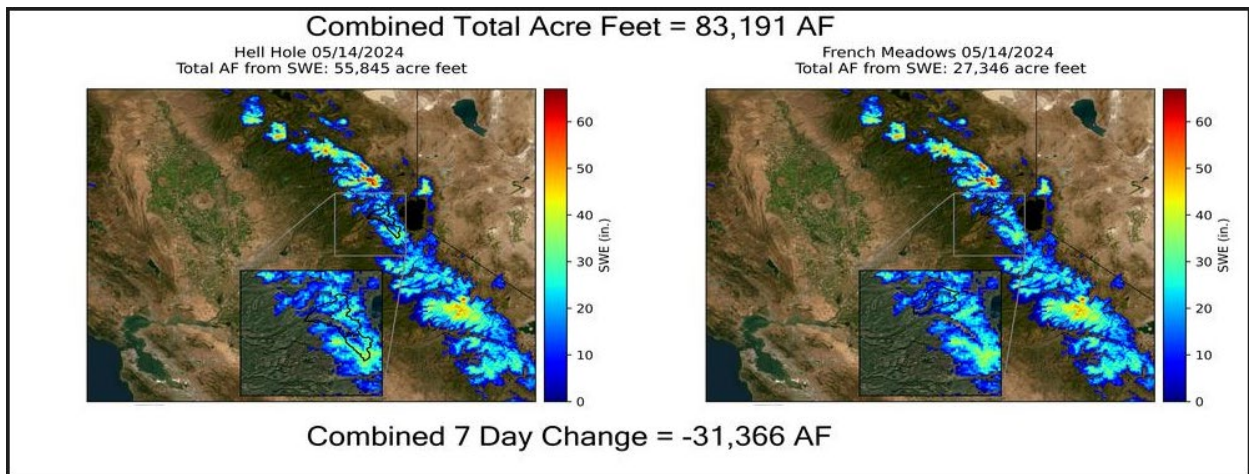 Combined Total Acre Feet = 83,191 AF
Hell Hole 05/14/2024
Total AF from SWE: 55,845 acre feet
60
50
40
30
20
10
0
SWE (in.)
French Meadows 05/14/2024
Total AF from SWE: 27,346 acre feet
60
50
40
30
20
10
0
SWE (in.)
Combined 7 Day Change = -31,366 AF